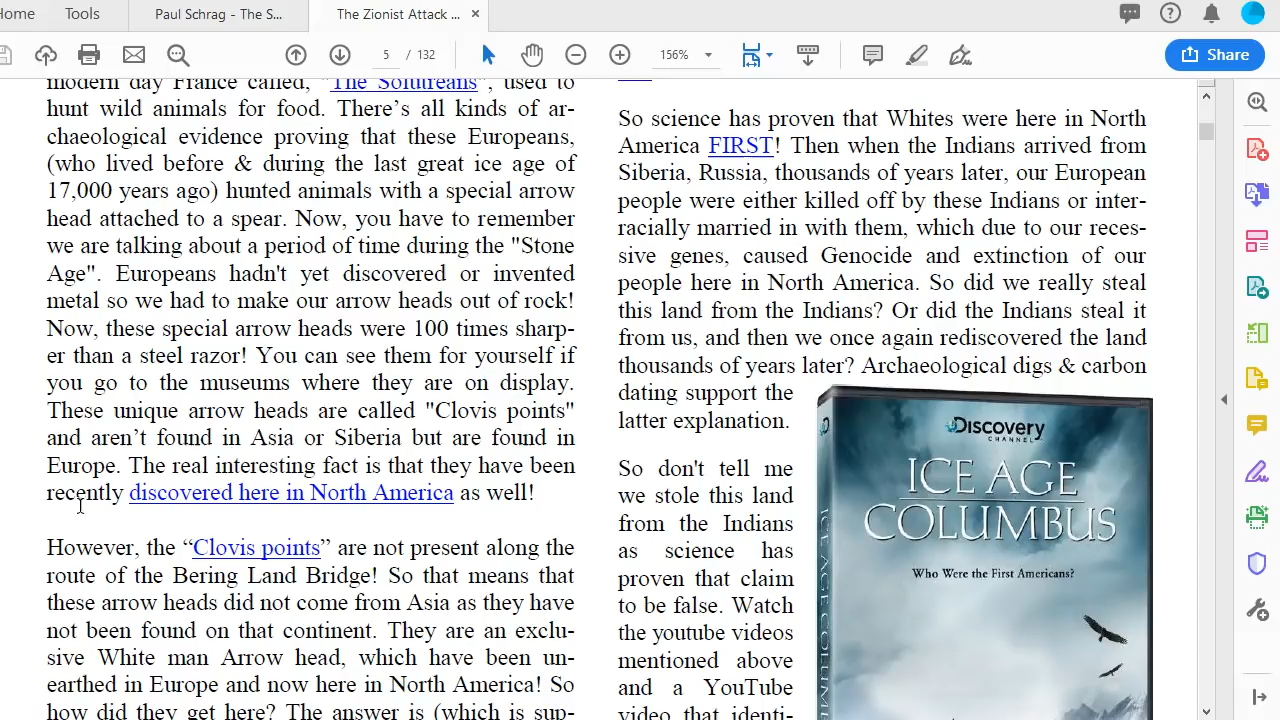 Home
Tools
Paul Schrag - The S...
The Zionist Attack ...
5 / 132
156%
Share
modern day France called, "The Solutreans", used to
hunt wild animals for food. There's all kinds of ar-
chaeological evidence proving that these Europeans,
(who lived before & during the last great ice age of
17,000 years ago) hunted animals with a special arrow
head attached to a spear. Now, you have to remember
we are talking about a period of time during the "Stone
Age". Europeans hadn't yet discovered or invented
metal so we had to make our arrow heads out of rock!
Now, these special arrow heads were 100 times sharp-
er than a steel razor! You can see them for yourself if
you go to the museums where they are on display.
These unique arrow heads are called "Clovis points"
and aren't found in Asia or Siberia but are found in
Europe. The real interesting fact is that they have been
recently discovered here in North America as well!
However, the “Clovis points” are not present along the
route of the Bering Land Bridge! So that means that
these arrow heads did not come from Asia as they have
not been found on that continent. They are an exclu-
sive White man Arrow head, which have been un-
earthed in Europe and now here in North America! So
how did they get here? The answer is (which is sup-
So science has proven that Whites were here in North
America FIRST! Then when the Indians arrived from
Siberia, Russia, thousands of years later, our European
people were either killed off by these Indians or inter-
racially married in with them, which due to our reces-
sive genes, caused Genocide and extinction of our
people here in North America. So did we really steal
this land from the Indians? Or did the Indians steal it
from us, and then we once again rediscovered the land
thousands of years later? Archaeological digs & carbon
dating support the
latter explanation.
So don't tell me
we stole this land
from the Indians
as science has
proven that claim
to be false. Watch
the youtube videos
mentioned above
and a YouTube
video that identi-
Discovery
CHANNEL
ICE AGE
COLUMBUS
Who Were the First Americans?
ICE AGE COLUMBUS